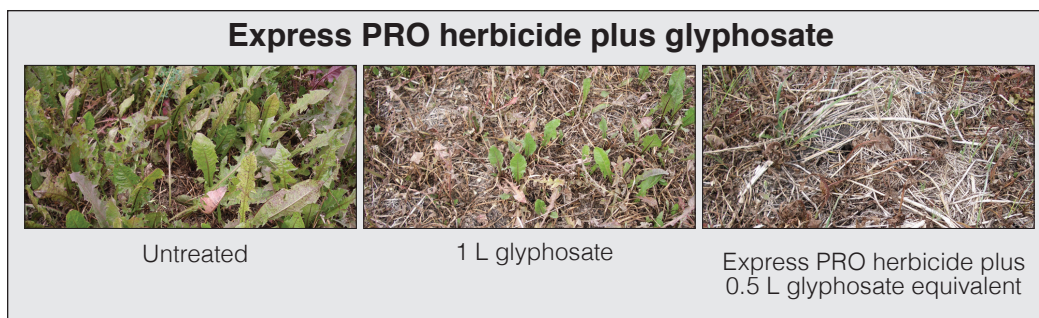 Express PRO herbicide plus glyphosate
Untreated
1 L glyphosate
Express PRO herbicide plus
0.5 L glyphosate equivalent